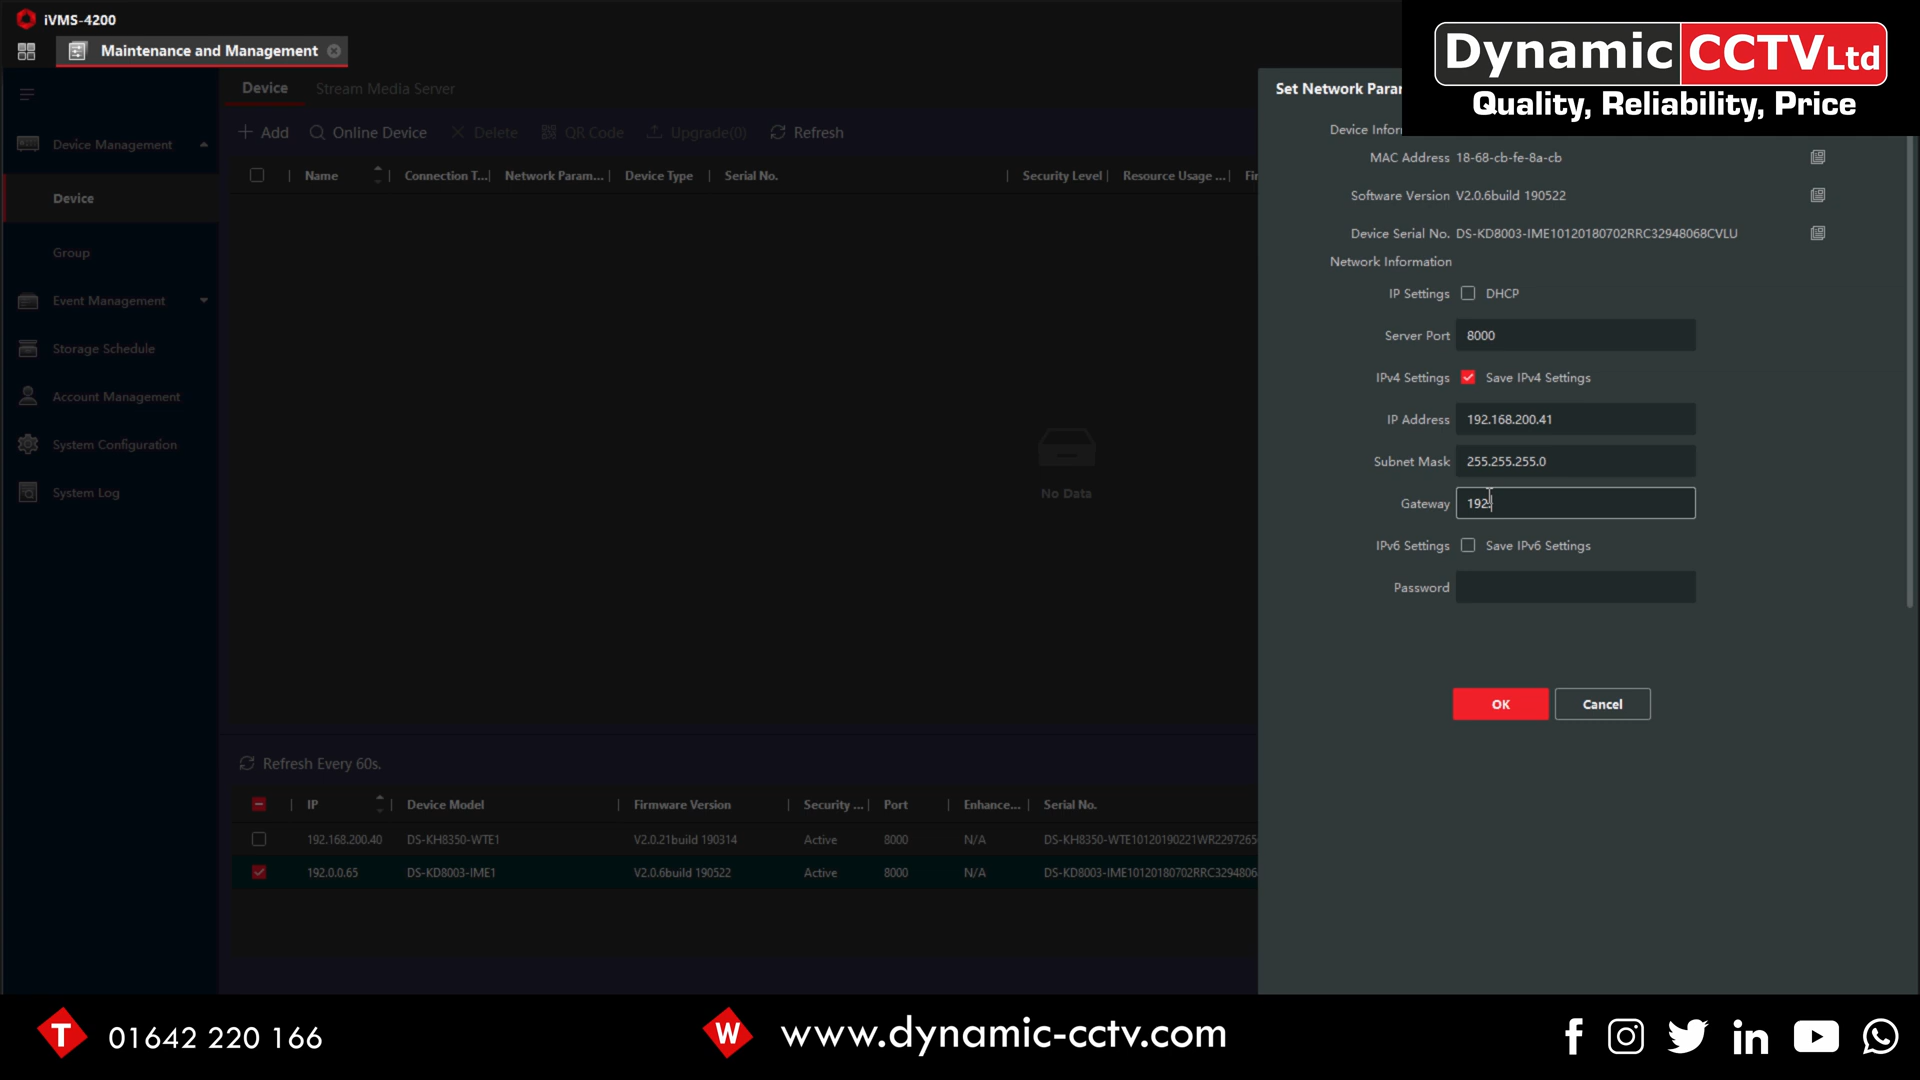 iVMS-4200
Maintenance and Management
Dynamic CCTV Ltd
Quality, Reliability, Price
Device Stream Media Server
Set Network Param
Add Online Device Delete QR Code Upgrade(0) Refresh
Device Management
Device
Group
Event Management
Storage Schedule
Account Management
System Configuration
System Log
Name Connection T... Network Param... Device Type Serial No. Security Level Resource Usage ... Fir
No Data
Device Infor
MAC Address 18-68-cb-fe-8a-cb
Software Version V2.0.6build 190522
Device Serial No. DS-KD8003-IME10120180702RRC32948068CVLU
Network Information
IP Settings DHCP
Server Port 8000
IPv4 Settings Save IPv4 Settings
IP Address 192.168.200.41
Subnet Mask 255.255.255.0
Gateway 192.
IPv6 Settings Save IPv6 Settings
Password
OK Cancel
Refresh Every 60s.
IP Device Model Firmware Version Security ... Port Enhance... Serial No.
192.168.200.40 DS-KH8350-WTE1 V2.0.21build 190314 Active 8000 N/A DS-KH8350-WTE10120190221WR2297265
192.0.0.65 DS-KD8003-IME1 V2.0.6build 190522 Active 8000 N/A DS-KD8003-IME10120180702RRC3294806
T 01642 220 166
W www.dynamic-cctv.com